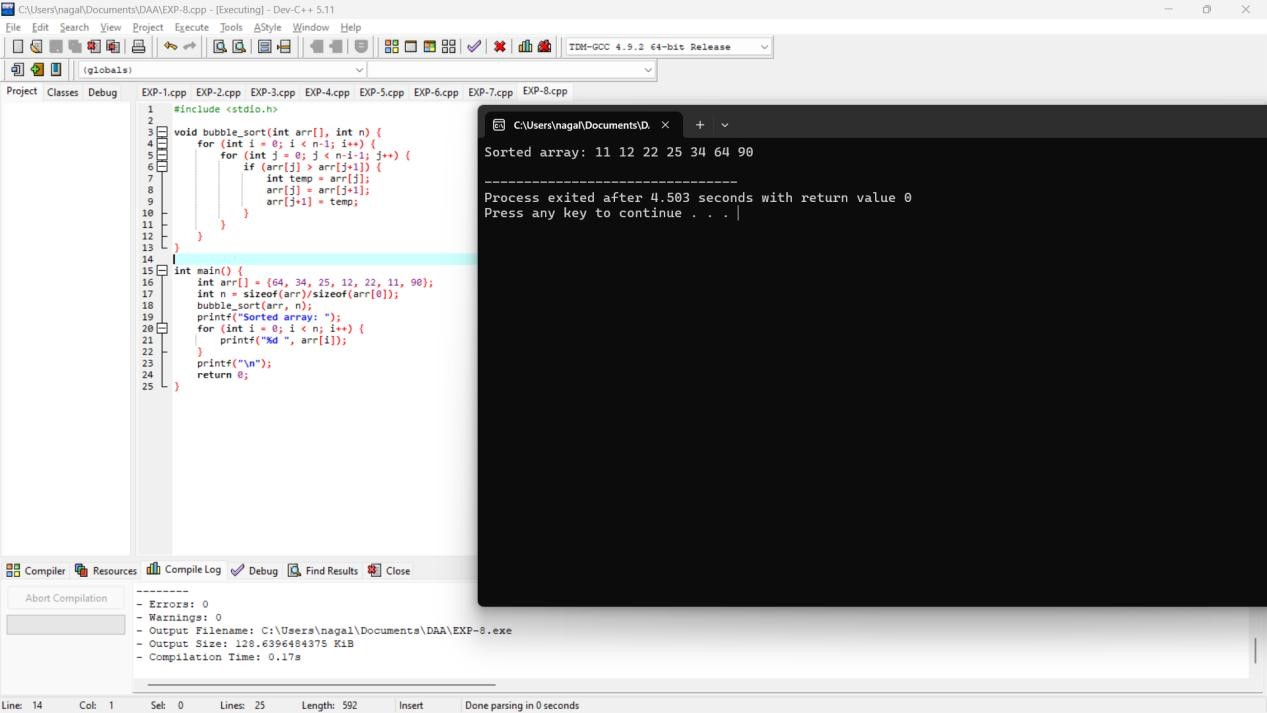 C:\Users\nagal\Documents\DAA\EXP-8.cpp - [Executing] - Dev-C++ 5.11
File Edit Search View Project Execute Tools AStyle Window Help
TDM-GCC 4.9.2 64-bit Release
(globals)
Project Classes Debug
EXP-1.cpp EXP-2.cpp EXP-3.cpp EXP-4.cpp EXP-5.cpp EXP-6.cpp EXP-7.cpp EXP-8.cpp
1 #include <stdio.h>
2
3 void bubble_sort(int arr[], int n) {
4 for (int i = 0; i < n-1; i++) {
5 for (int j = 0; j < n-i-1; j++) {
6 if (arr[j] > arr[j+1]) {
7 int temp = arr[j];
8 arr[j] = arr[j+1];
9 arr[j+1] = temp;
10 }
11 }
12 }
13 }
14
15 int main() {
16 int arr[] = {64, 34, 25, 12, 22, 11, 90};
17 int n = sizeof(arr)/sizeof(arr[0]);
18 bubble_sort(arr, n);
19 printf("Sorted array: ");
20 for (int i = 0; i < n; i++) {
21 printf("%d ", arr[i]);
22 }
23 printf("\n");
24 return 0;
25 }
C:\Users\nagal\Documents\D.
Sorted array: 11 12 22 25 34 64 90
--------------------------------
Process exited after 4.503 seconds with return value 0
Press any key to continue . . .
Compiler Resources Compile Log Debug Find Results Close
Abort Compilation
--------
- Errors: 0
- Warnings: 0
- Output Filename: C:\Users\nagal\Documents\DAA\EXP-8.exe
- Output Size: 128.6396484375 KiB
- Compilation Time: 0.17s
Line: 14 Col: 1 Sel: 0 Lines: 25 Length: 592 Insert Done parsing in 0 seconds